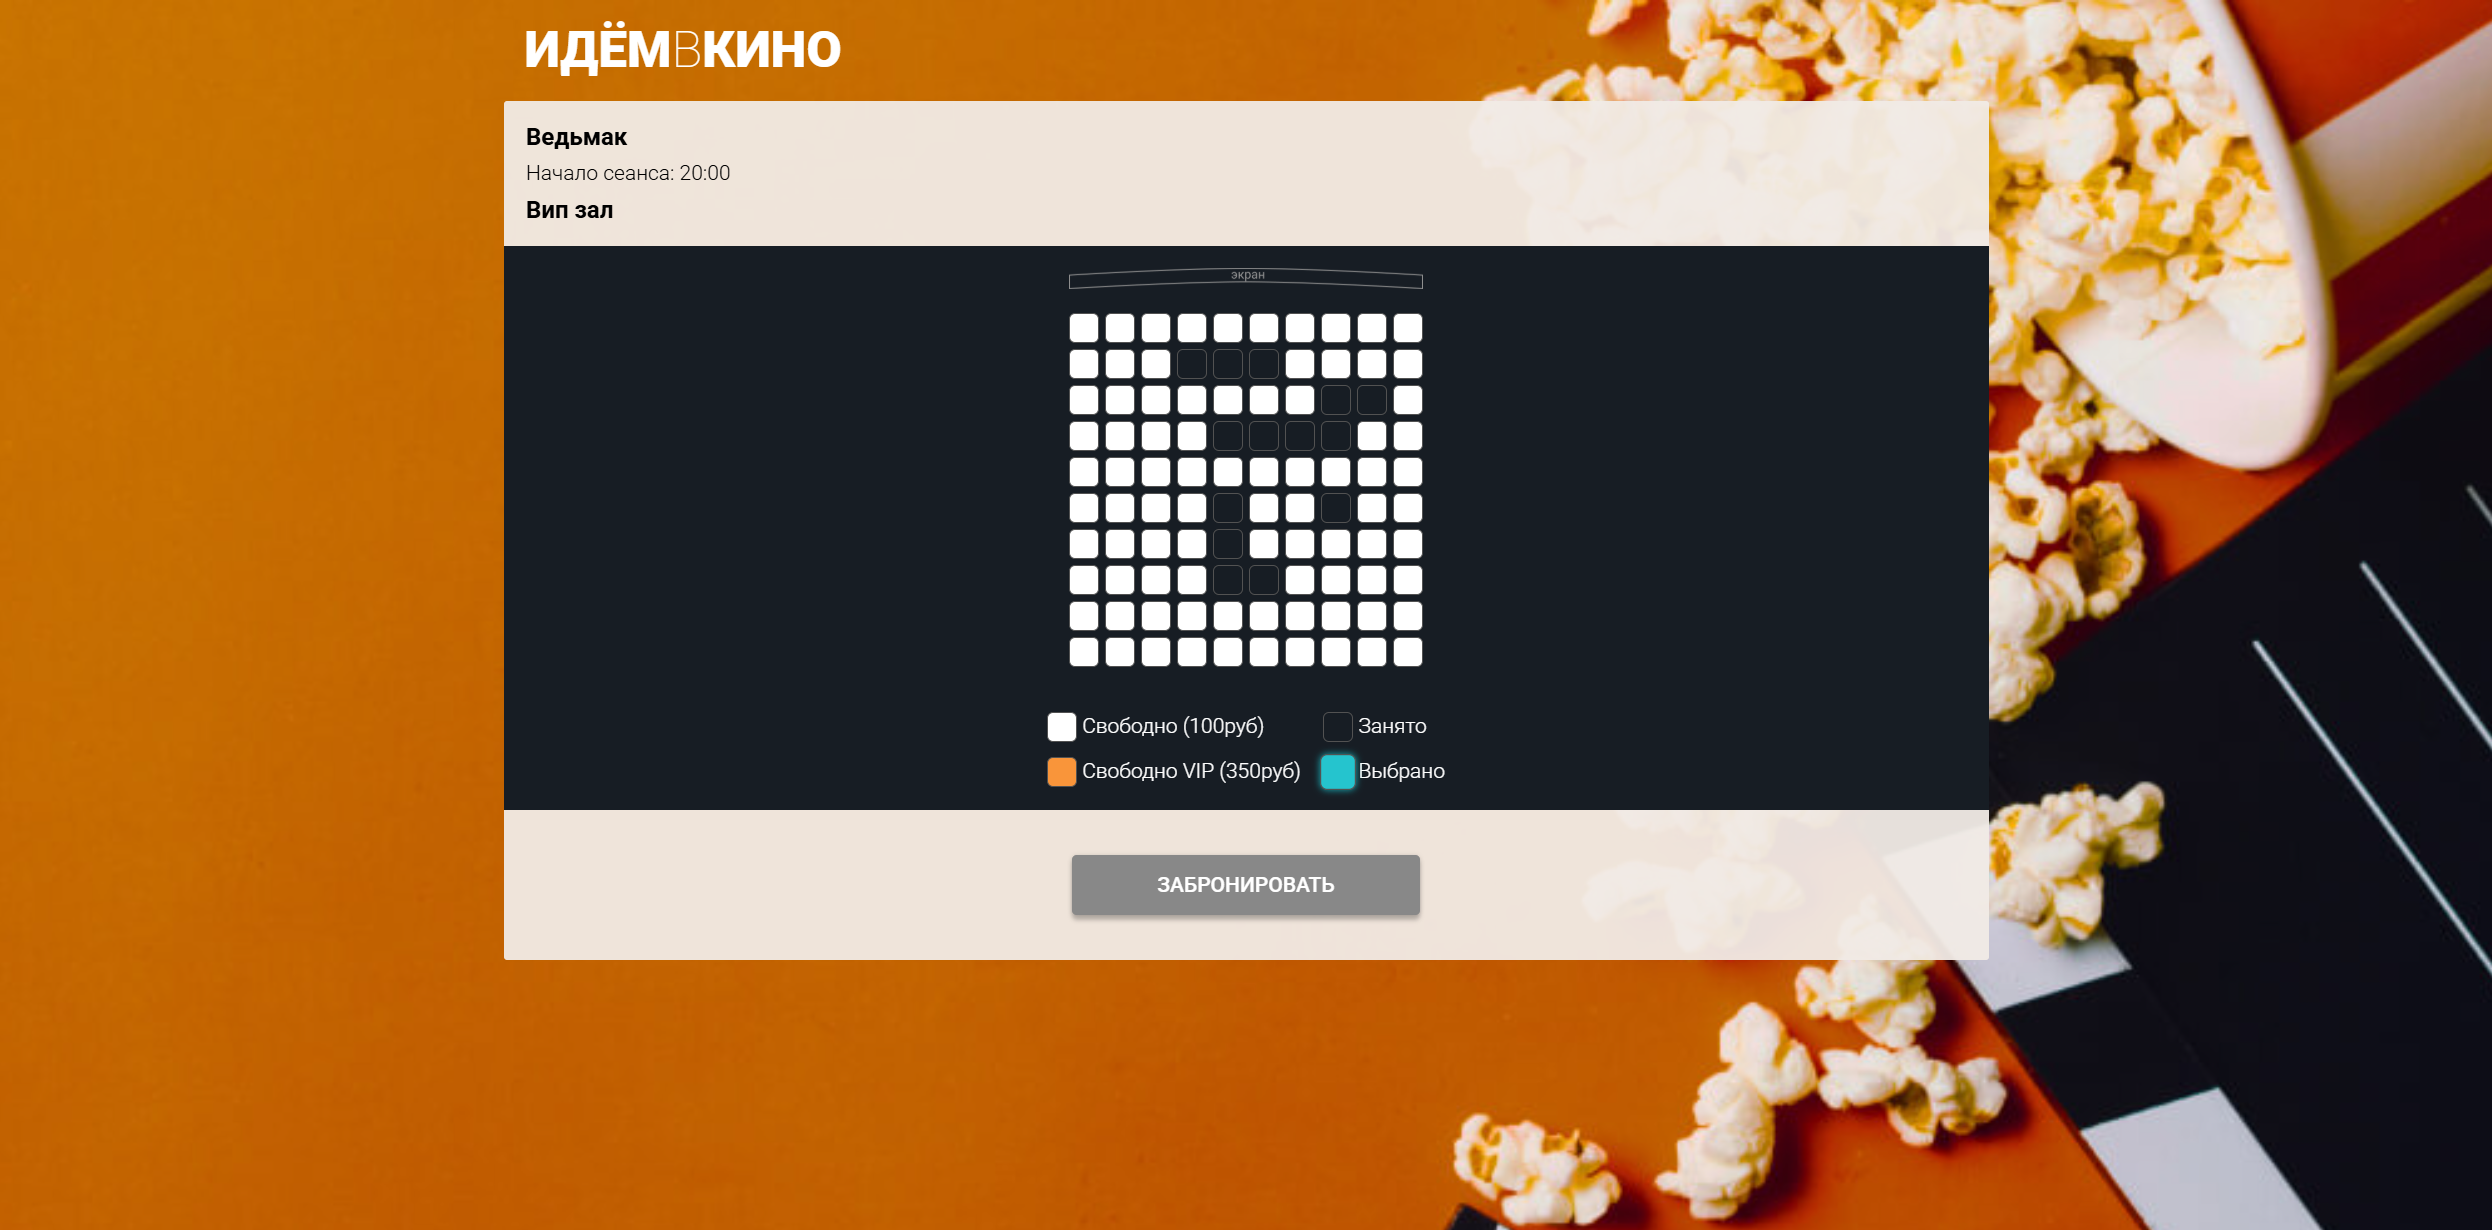 ИДЁМВКИНО
Ведьмак
Начало сеанса: 20:00
Вип зал
экран
Свободно (100руб)
Занято
Свободно VIP (350руб)
Выбрано
ЗАБРОНИРОВАТЬ